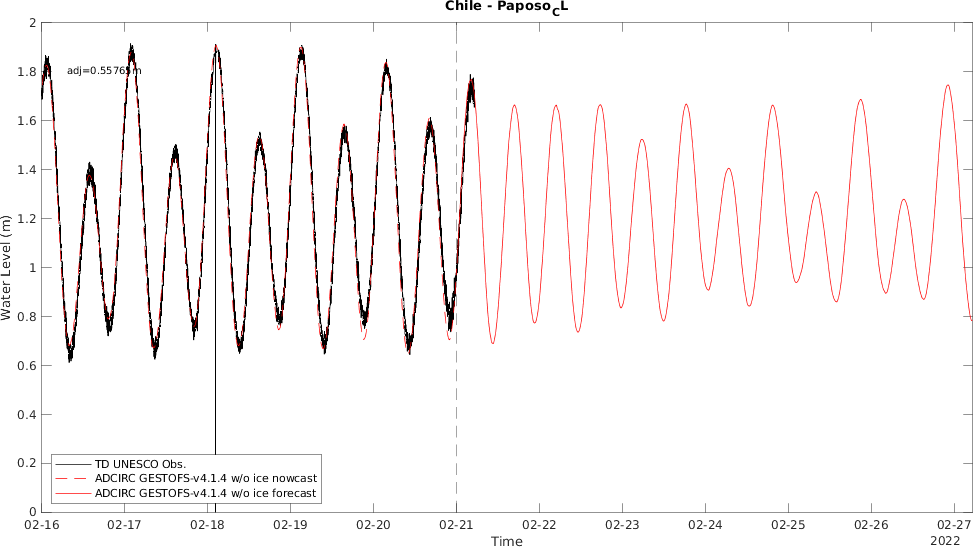 Chile - Paposo_CL
2
1.8
1.6
1.4
1.2
1
0.8
0.6
0.4
0.2
0
Water Level (m)
adj=0.55765m
TD UNESCO Obs.
ADCIRC GESTOFS-v4.1.4 w/o ice nowcast
ADCIRC GESTOFS-v4.1.4 w/o ice forecast
02-16 02-17 02-18 02-19 02-20 02-21 02-22 02-23 02-24 02-25 02-26 02-27
Time
2022